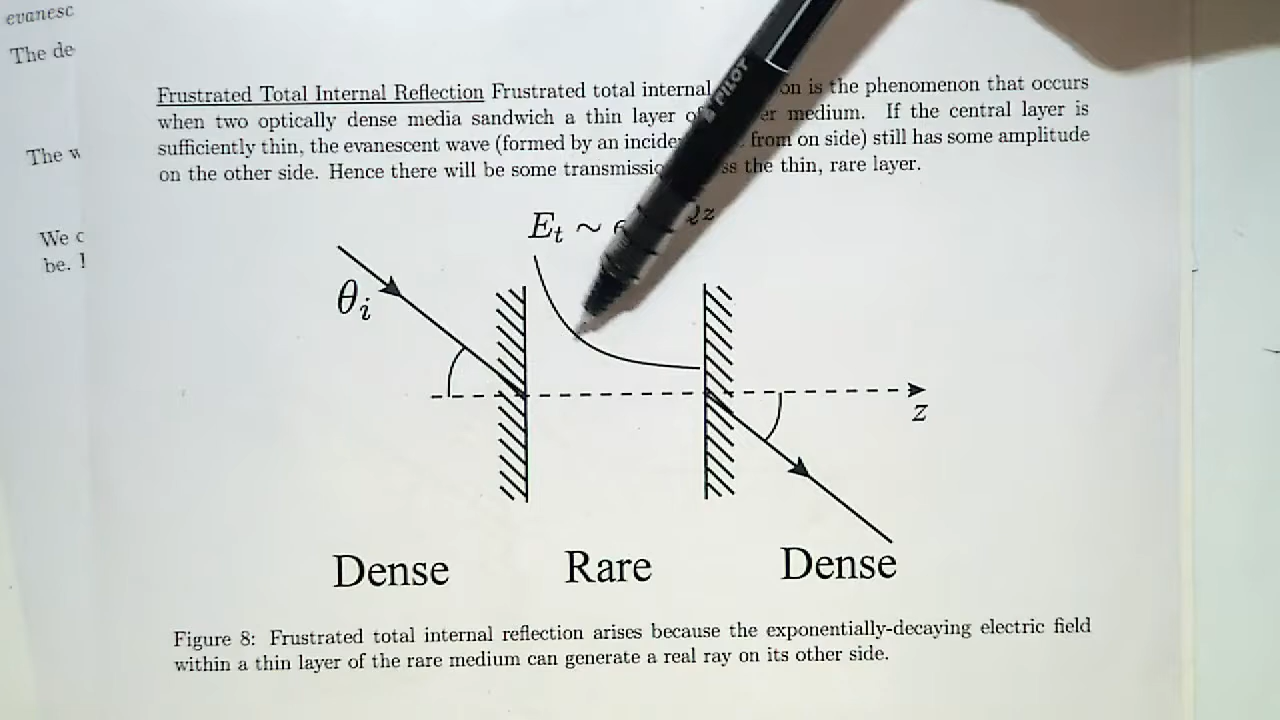 evanesc
The de
The w
We c
be. I
Frustrated Total Internal Reflection Frustrated total internal on is the phenomenon that occurs
when two optically dense media sandwich a thin layer of er medium. If the central layer is
sufficiently thin, the evanescent wave (formed by an incide from on side) still has some amplitude
on the other side. Hence there will be some transmissio ss the thin, rare layer.
PILOT
E_t ~ e z
θ_i
z
Dense Rare Dense
Figure 8: Frustrated total internal reflection arises because the exponentially-decaying electric field
within a thin layer of the rare medium can generate a real ray on its other side.